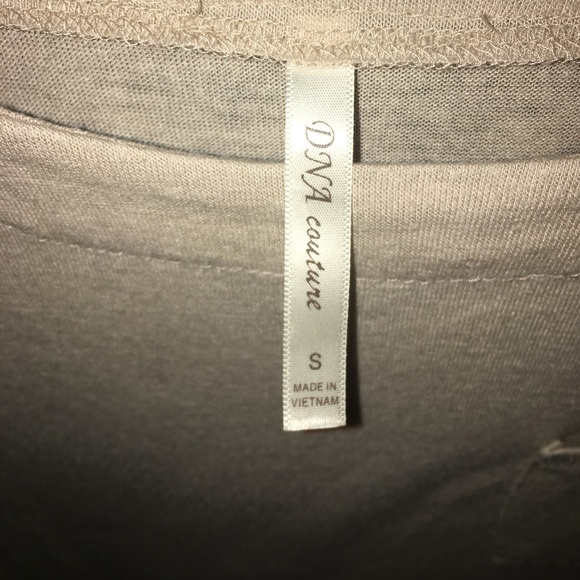 DNA couture
S
MADE IN
VIETNAM